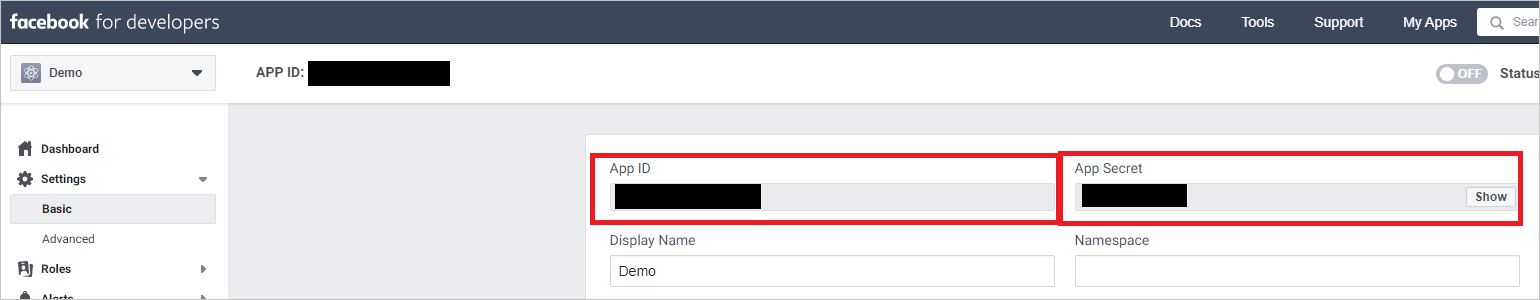 facebook for developers
Docs Tools Support My Apps Sear
Demo
APP ID:
OFF Status
Dashboard
Settings
Basic
Advanced
Roles
Alerts
App ID
App Secret
Show
Display Name
Namespace
Demo